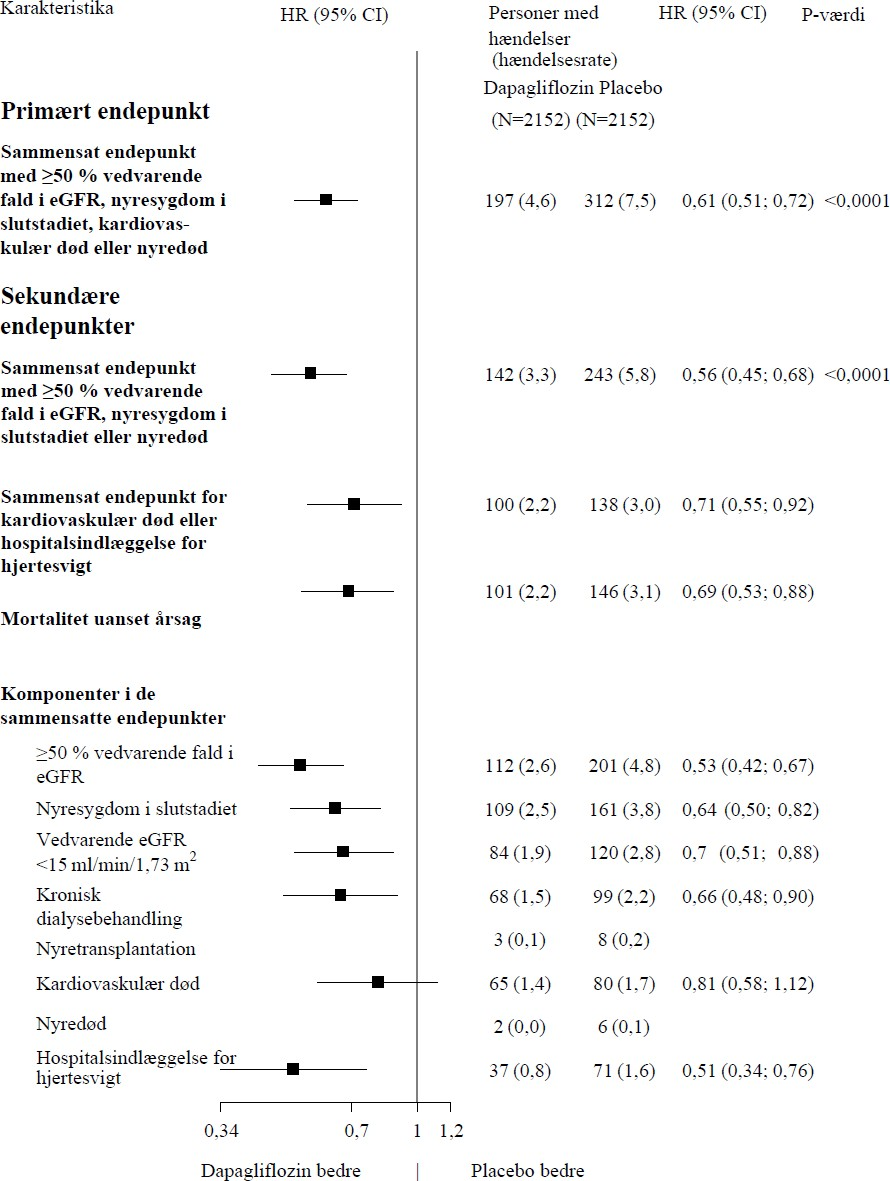 Karakteristika
HR (95% CI)
Personer med
hændelser
(hændelsesrate)
HR (95% CI)
P-værdi
Dapagliflozin Placebo
(N=2152) (N=2152)
Primært endepunkt
Sammensat endepunkt
med ≥50 % vedvarende
fald i eGFR, nyresygdom i
slutstadiet, kardiovas-
kulær død eller nyredød
197 (4,6) 312 (7,5) 0,61 (0,51; 0,72) <0,0001
Sekundære
endepunkter
Sammensat endepunkt
med ≥50 % vedvarende
fald i eGFR, nyresygdom i
slutstadiet eller nyredød
142 (3,3) 243 (5,8) 0,56 (0,45; 0,68) <0,0001
Sammensat endepunkt for
kardiovaskulær død eller
hospitalsindlæggelse for
hjertesvigt
100 (2,2) 138 (3,0) 0,71 (0,55; 0,92)
Mortalitet uanset årsag
101 (2,2) 146 (3,1) 0,69 (0,53; 0,88)
Komponenter i de
sammensatte endepunkter
≥50 % vedvarende fald i
eGFR
112 (2,6) 201 (4,8) 0,53 (0,42; 0,67)
Nyresygdom i slutstadiet
109 (2,5) 161 (3,8) 0,64 (0,50; 0,82)
Vedvarende eGFR
<15 ml/min/1,73 m²
84 (1,9) 120 (2,8) 0,7 (0,51; 0,88)
Kronisk
dialysebehandling
68 (1,5) 99 (2,2) 0,66 (0,48; 0,90)
Nyretransplantation
3 (0,1) 8 (0,2)
Kardiovaskulær død
65 (1,4) 80 (1,7) 0,81 (0,58; 1,12)
Nyredød
2 (0,0) 6 (0,1)
Hospitalsindlæggelse for
hjertesvigt
37 (0,8) 71 (1,6) 0,51 (0,34; 0,76)
0,34 0,7 1 1,2
Dapagliflozin bedre | Placebo bedre